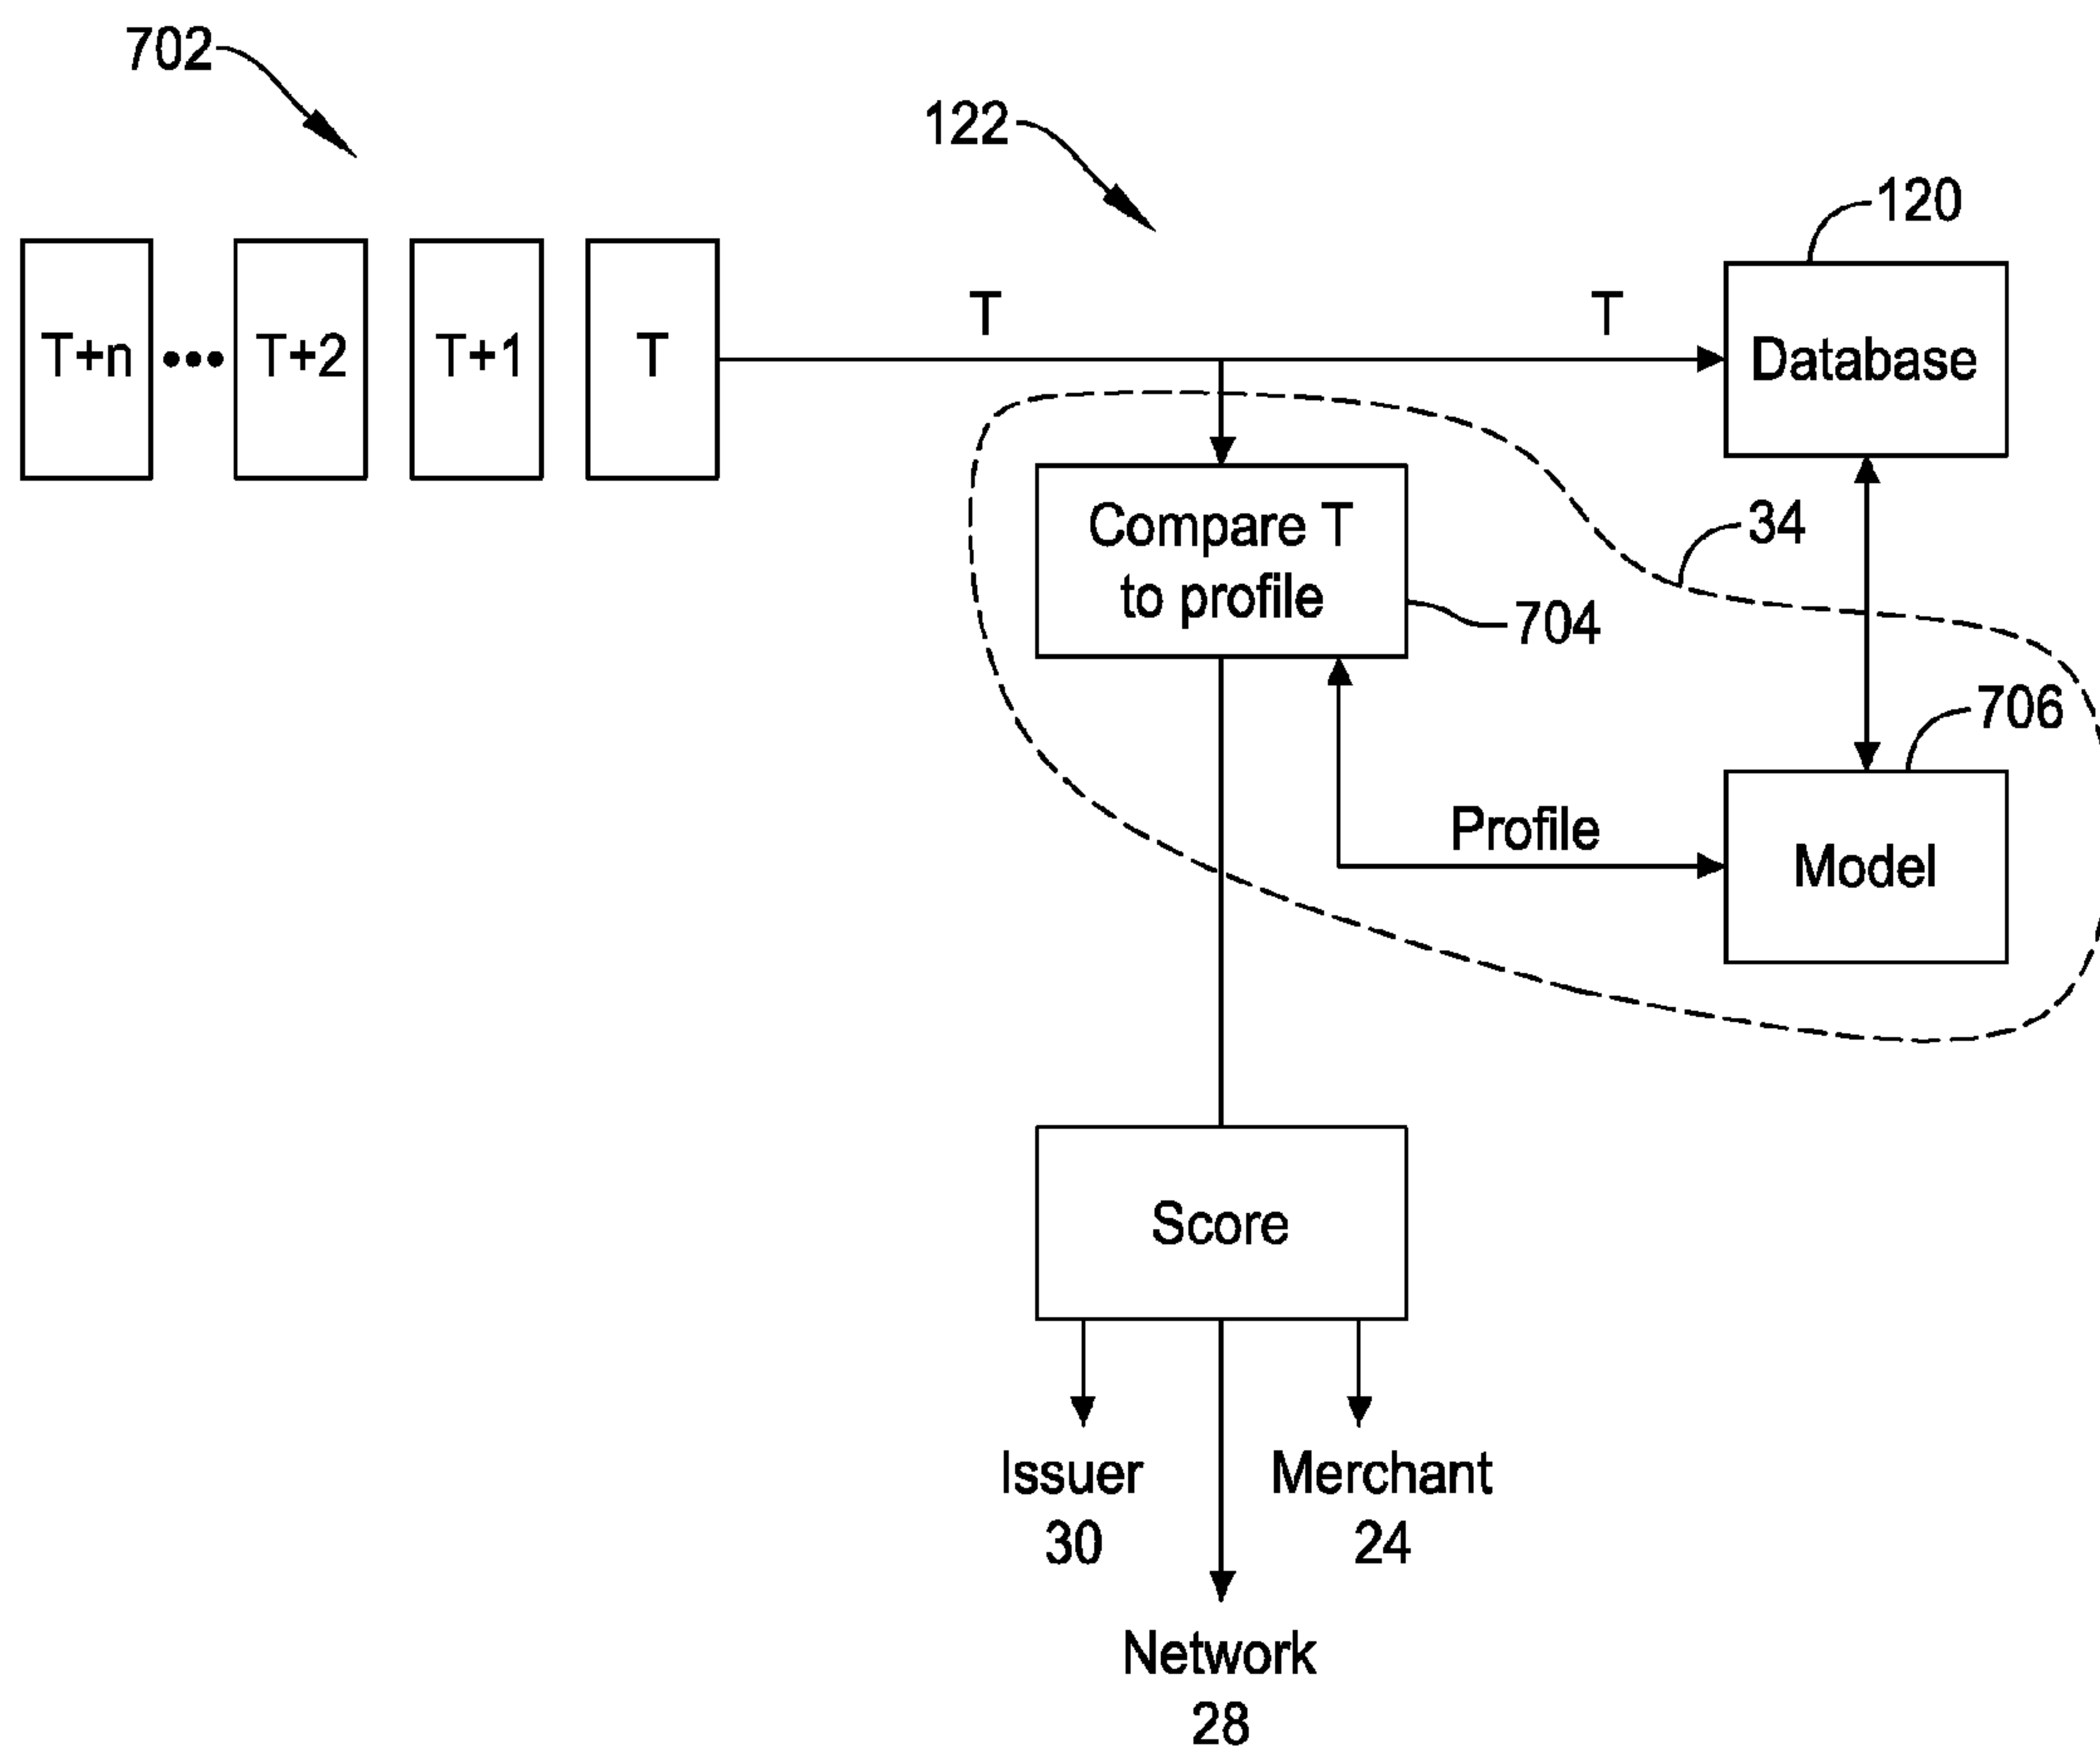 702
122
120
T+n ••• T+2 T+1 T
T
T
Database
Compare T
to profile
34
704
706
Profile
Model
Score
Issuer
30
Merchant
24
Network
28